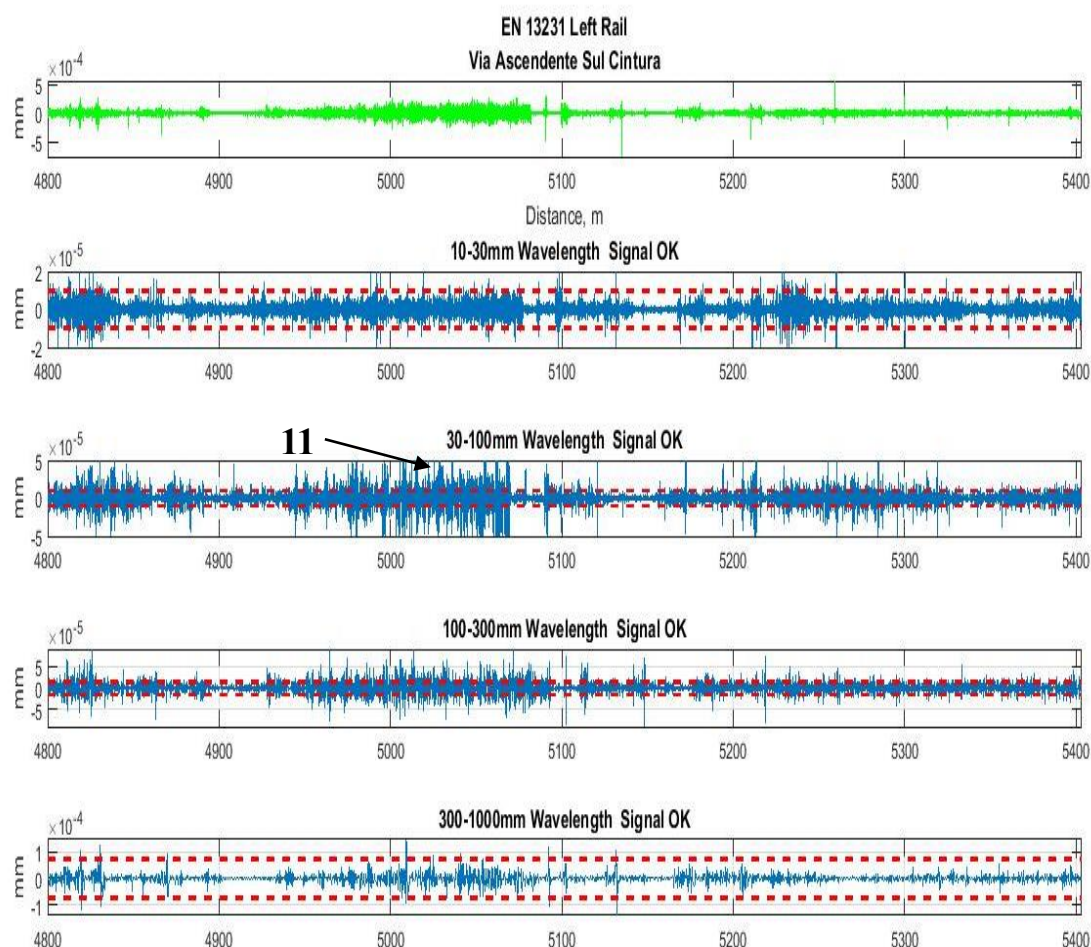 EN 13231 Left Rail
Via Ascendente Sul Cintura
×10⁻⁴
5
0
-5
mm
4800 4900 5000 5100 5200 5300 5400
Distance, m
10-30mm Wavelength Signal OK
×10⁻⁵
2
0
-2
mm
4800 4900 5000 5100 5200 5300 5400
11
30-100mm Wavelength Signal OK
×10⁻⁵
5
0
-5
mm
4800 4900 5000 5100 5200 5300 5400
100-300mm Wavelength Signal OK
×10⁻⁵
5
0
-5
mm
4800 4900 5000 5100 5200 5300 5400
300-1000mm Wavelength Signal OK
×10⁻⁴
1
0
-1
mm
4800 4900 5000 5100 5200 5300 5400